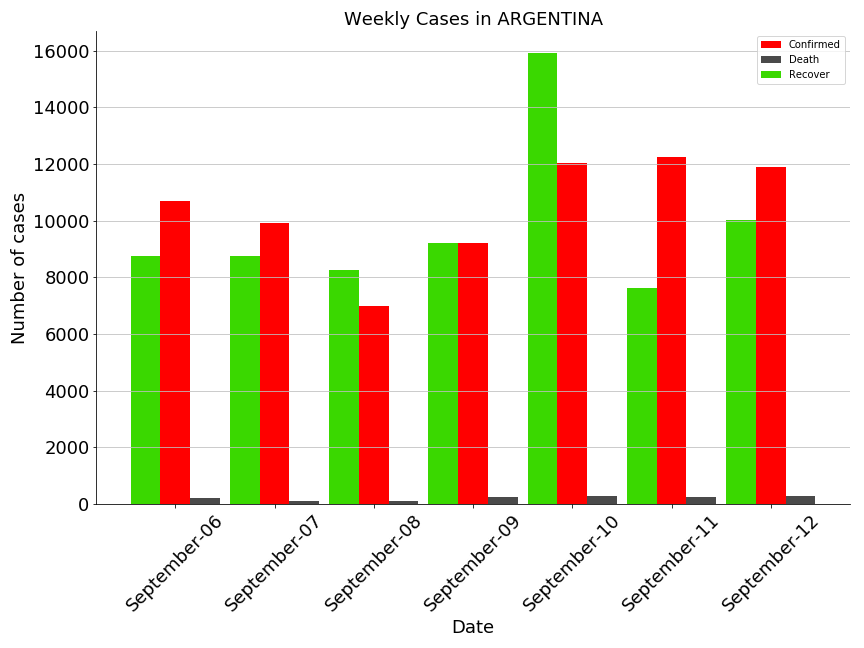 Weekly Cases in ARGENTINA
Confirmed
Death
Recover
Number of cases
16000
14000
12000
10000
8000
6000
4000
2000
0
September-06
September-07
September-08
September-09
September-10
September-11
September-12
Date